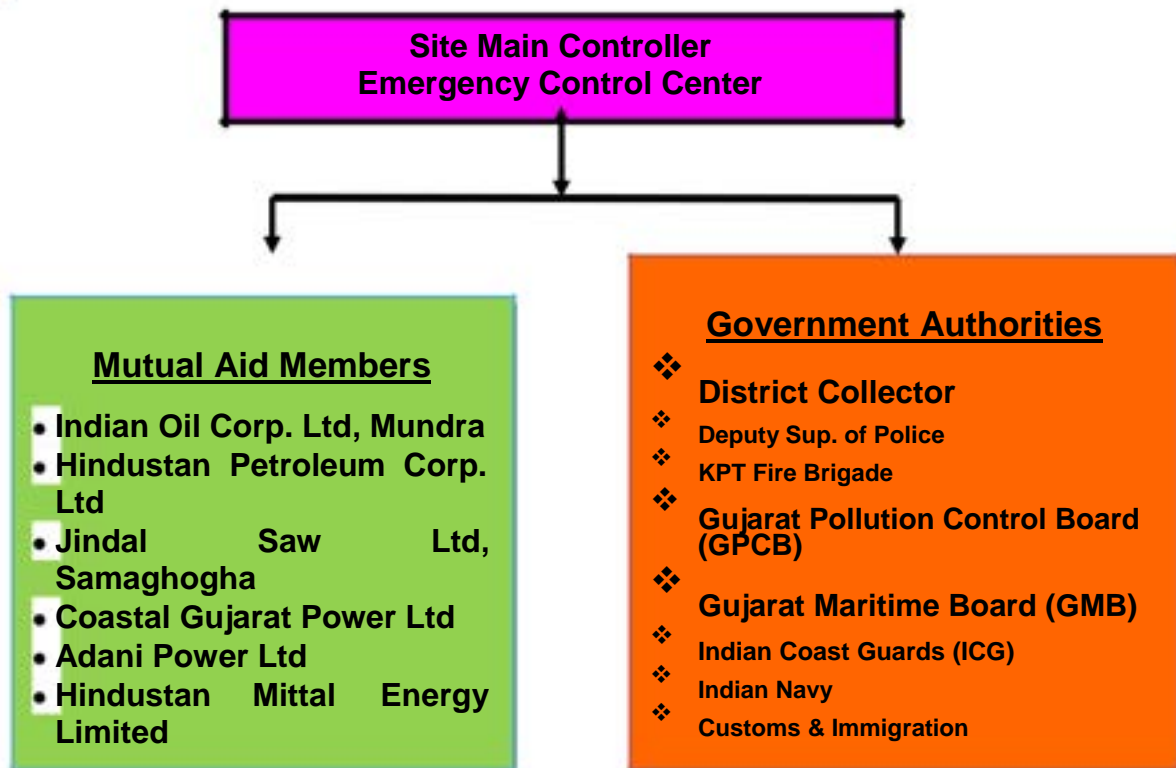 Site Main Controller
Emergency Control Center
Mutual Aid Members
• Indian Oil Corp. Ltd, Mundra
• Hindustan Petroleum Corp.
Ltd
• Jindal Saw Ltd,
Samaghogha
• Coastal Gujarat Power Ltd
• Adani Power Ltd
• Hindustan Mittal Energy
Limited
Government Authorities
❖ District Collector
❖ Deputy Sup. of Police
❖ KPT Fire Brigade
❖ Gujarat Pollution Control Board
(GPCB)
❖ Gujarat Maritime Board (GMB)
❖ Indian Coast Guards (ICG)
❖ Indian Navy
❖ Customs & Immigration